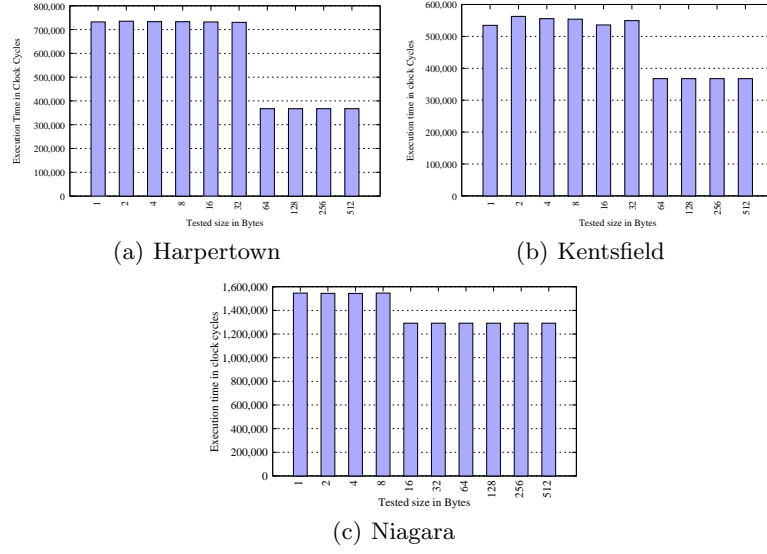 800,000
700,000
600,000
500,000
400,000
300,000
200,000
100,000
0
Execution Time in Clock Cycles
1 2 4 8 16 32 64 128 256 512
Tested size in Bytes
(a) Harpertown
600,000
500,000
400,000
300,000
200,000
100,000
0
Execution time in clock Cycles
1 2 4 8 16 32 64 128 256 512
Tested size in Bytes
(b) Kentsfield
1,600,000
1,400,000
1,200,000
1,000,000
800,000
600,000
400,000
200,000
0
Execution time in clock cycles
1 2 4 8 16 32 64 128 256 512
Tested size in Bytes
(c) Niagara